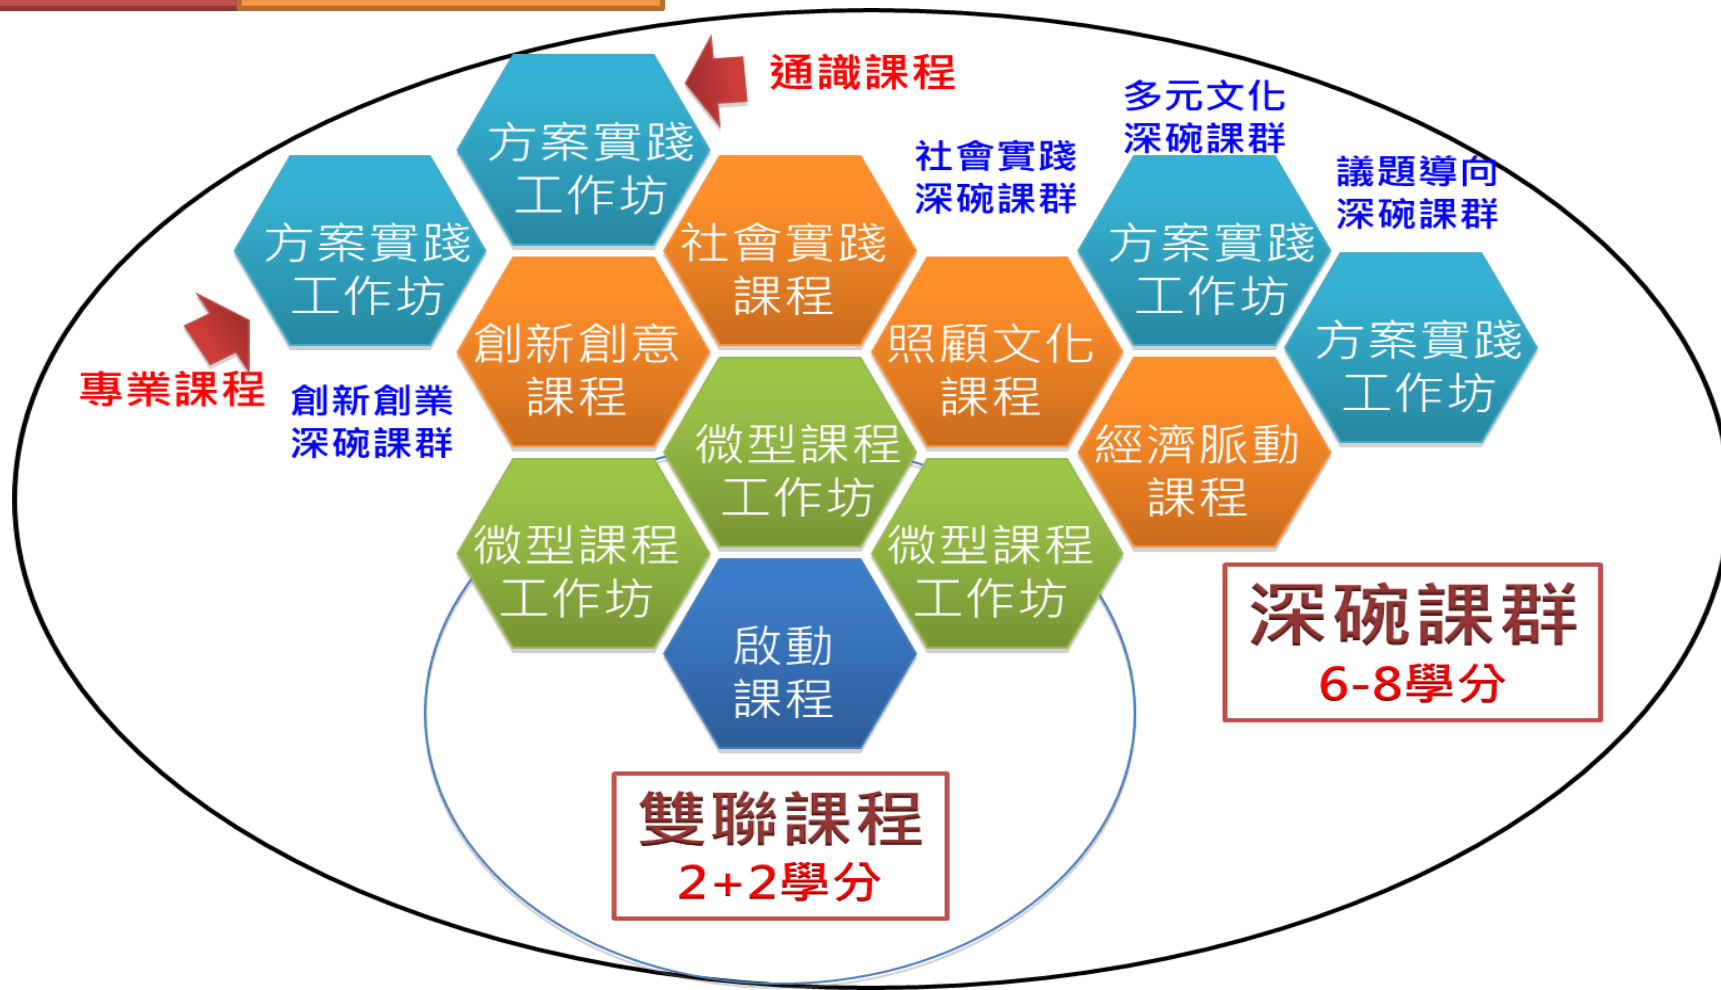 通識課程
方案實踐
工作坊
多元文化
深碗課群
社會實踐
深碗課群
議題導向
深碗課群
方案實踐
工作坊
社會實踐
課程
方案實踐
工作坊
方案實踐
工作坊
專業課程
創新創業
深碗課群
創新創意
課程
照顧文化
課程
微型課程
工作坊
經濟脈動
課程
微型課程
工作坊
微型課程
工作坊
啟動
課程
深碗課群
6-8學分
雙聯課程
2+2學分